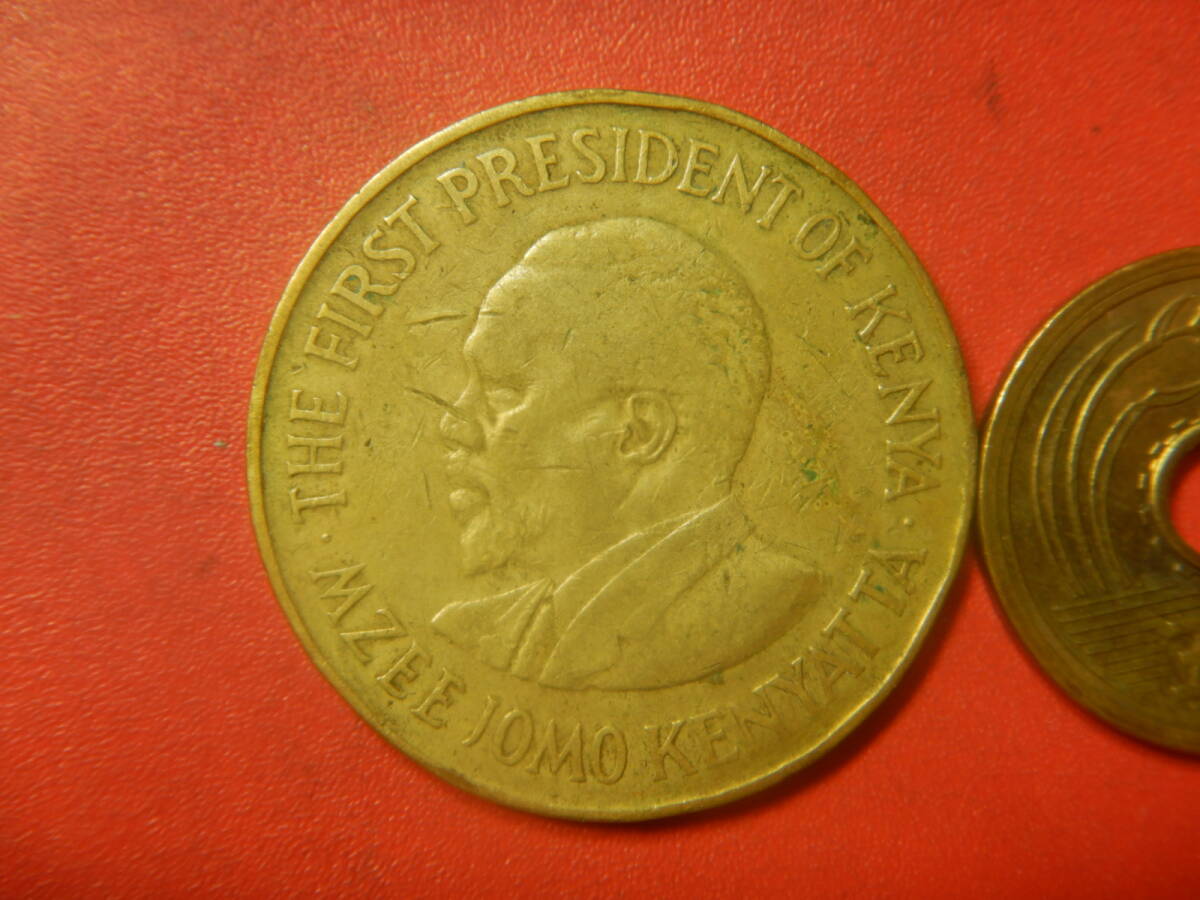 · THE FIRST PRESIDENT OF KENYA ·
MZEE JOMO KENYATTA